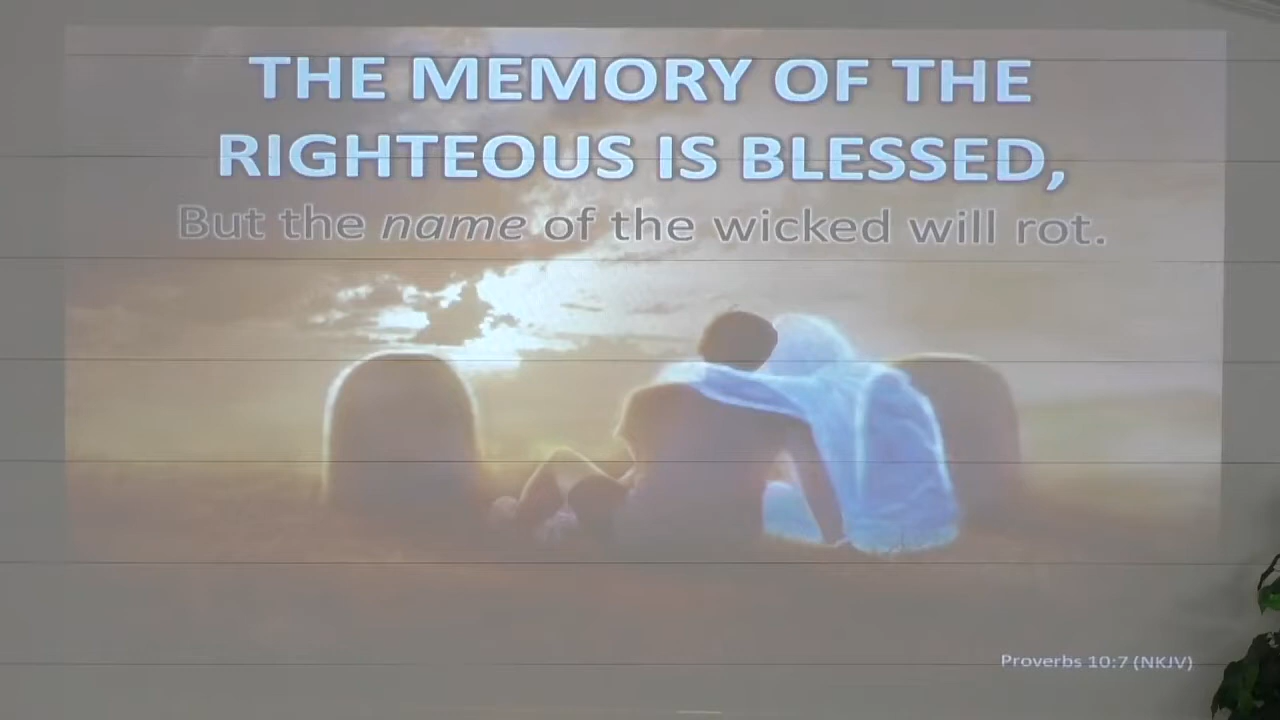 THE MEMORY OF THE
RIGHTEOUS IS BLESSED,
But the name of the wicked will rot.
Proverbs 10:7 (NKJV)